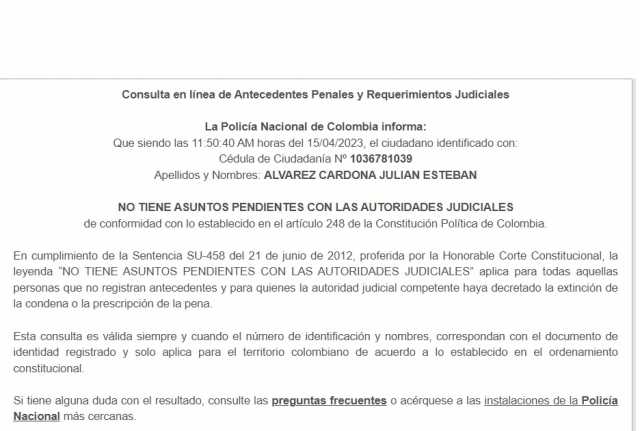 Consulta en línea de Antecedentes Penales y Requerimientos Judiciales
La Policía Nacional de Colombia informa:
Que siendo las 11:50:40 AM horas del 15/04/2023, el ciudadano identificado con:
Cédula de Ciudadanía Nº 1036781039
Apellidos y Nombres: ALVAREZ CARDONA JULIAN ESTEBAN
NO TIENE ASUNTOS PENDIENTES CON LAS AUTORIDADES JUDICIALES
de conformidad con lo establecido en el artículo 248 de la Constitución Política de Colombia.
En cumplimiento de la Sentencia SU-458 del 21 de junio de 2012, proferida por la Honorable Corte Constitucional, la
leyenda "NO TIENE ASUNTOS PENDIENTES CON LAS AUTORIDADES JUDICIALES" aplica para todas aquellas
personas que no registran antecedentes y para quienes la autoridad judicial competente haya decretado la extinción de
la condena o la prescripción de la pena.
Esta consulta es válida siempre y cuando el número de identificación y nombres, correspondan con el documento de
identidad registrado y solo aplica para el territorio colombiano de acuerdo a lo establecido en el ordenamiento
constitucional.
Si tiene alguna duda con el resultado, consulte las preguntas frecuentes o acérquese a las instalaciones de la Policía
Nacional más cercanas.